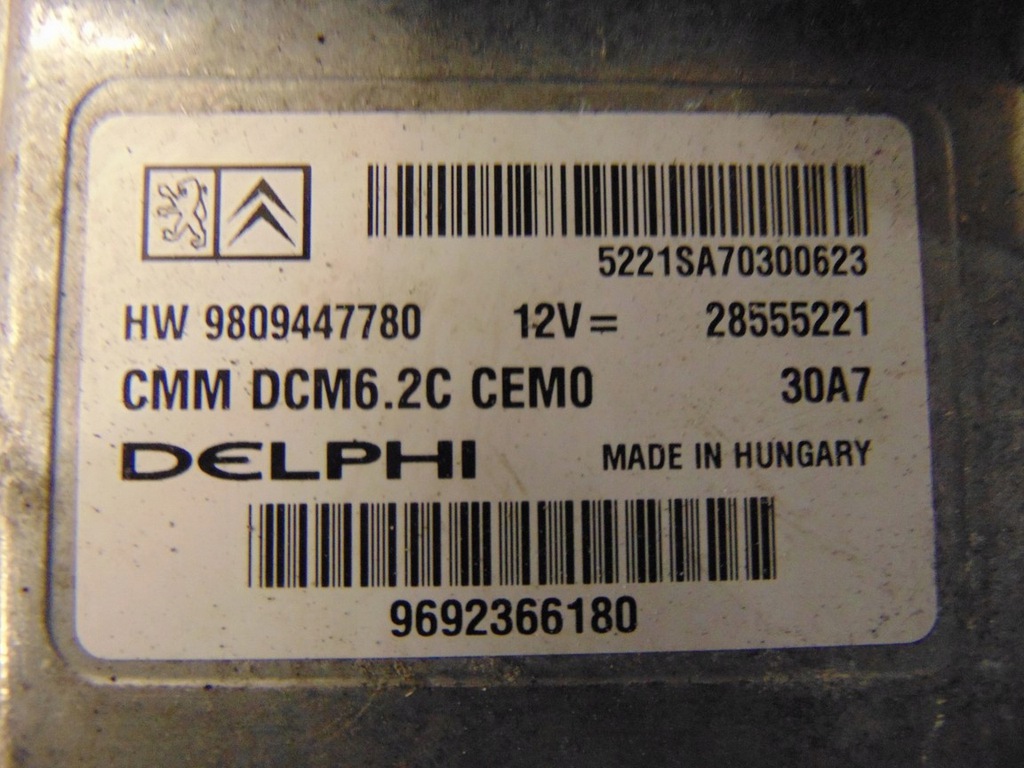 5221SA70300623
HW 9809447780 12V= 28555221
CMM DCM6.2C CEM0 30A7
DELPHI MADE IN HUNGARY
9692366180